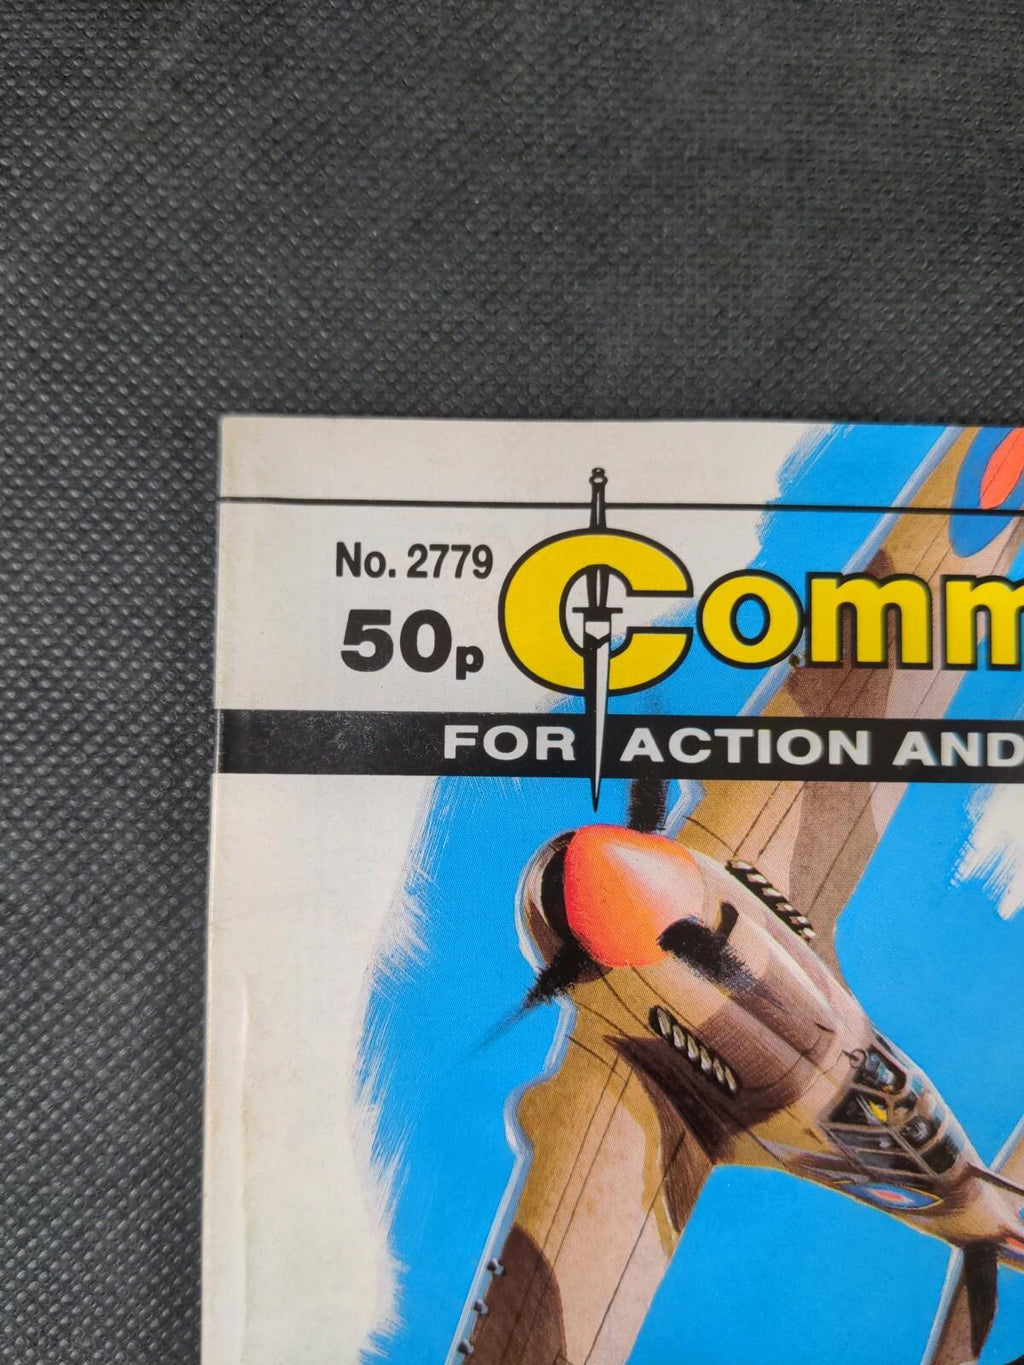 No. 2779
50p
Comm
FOR ACTION AND